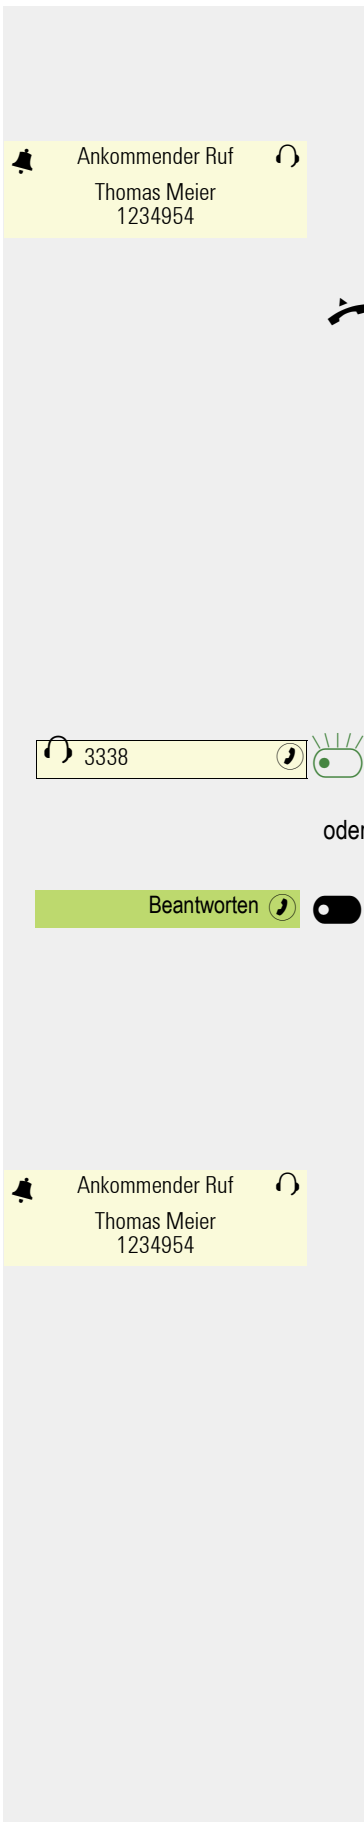 Ankommender Ruf
Thomas Meier
1234954
3338
oder
Beantworten
Ankommender Ruf
Thomas Meier
1234954